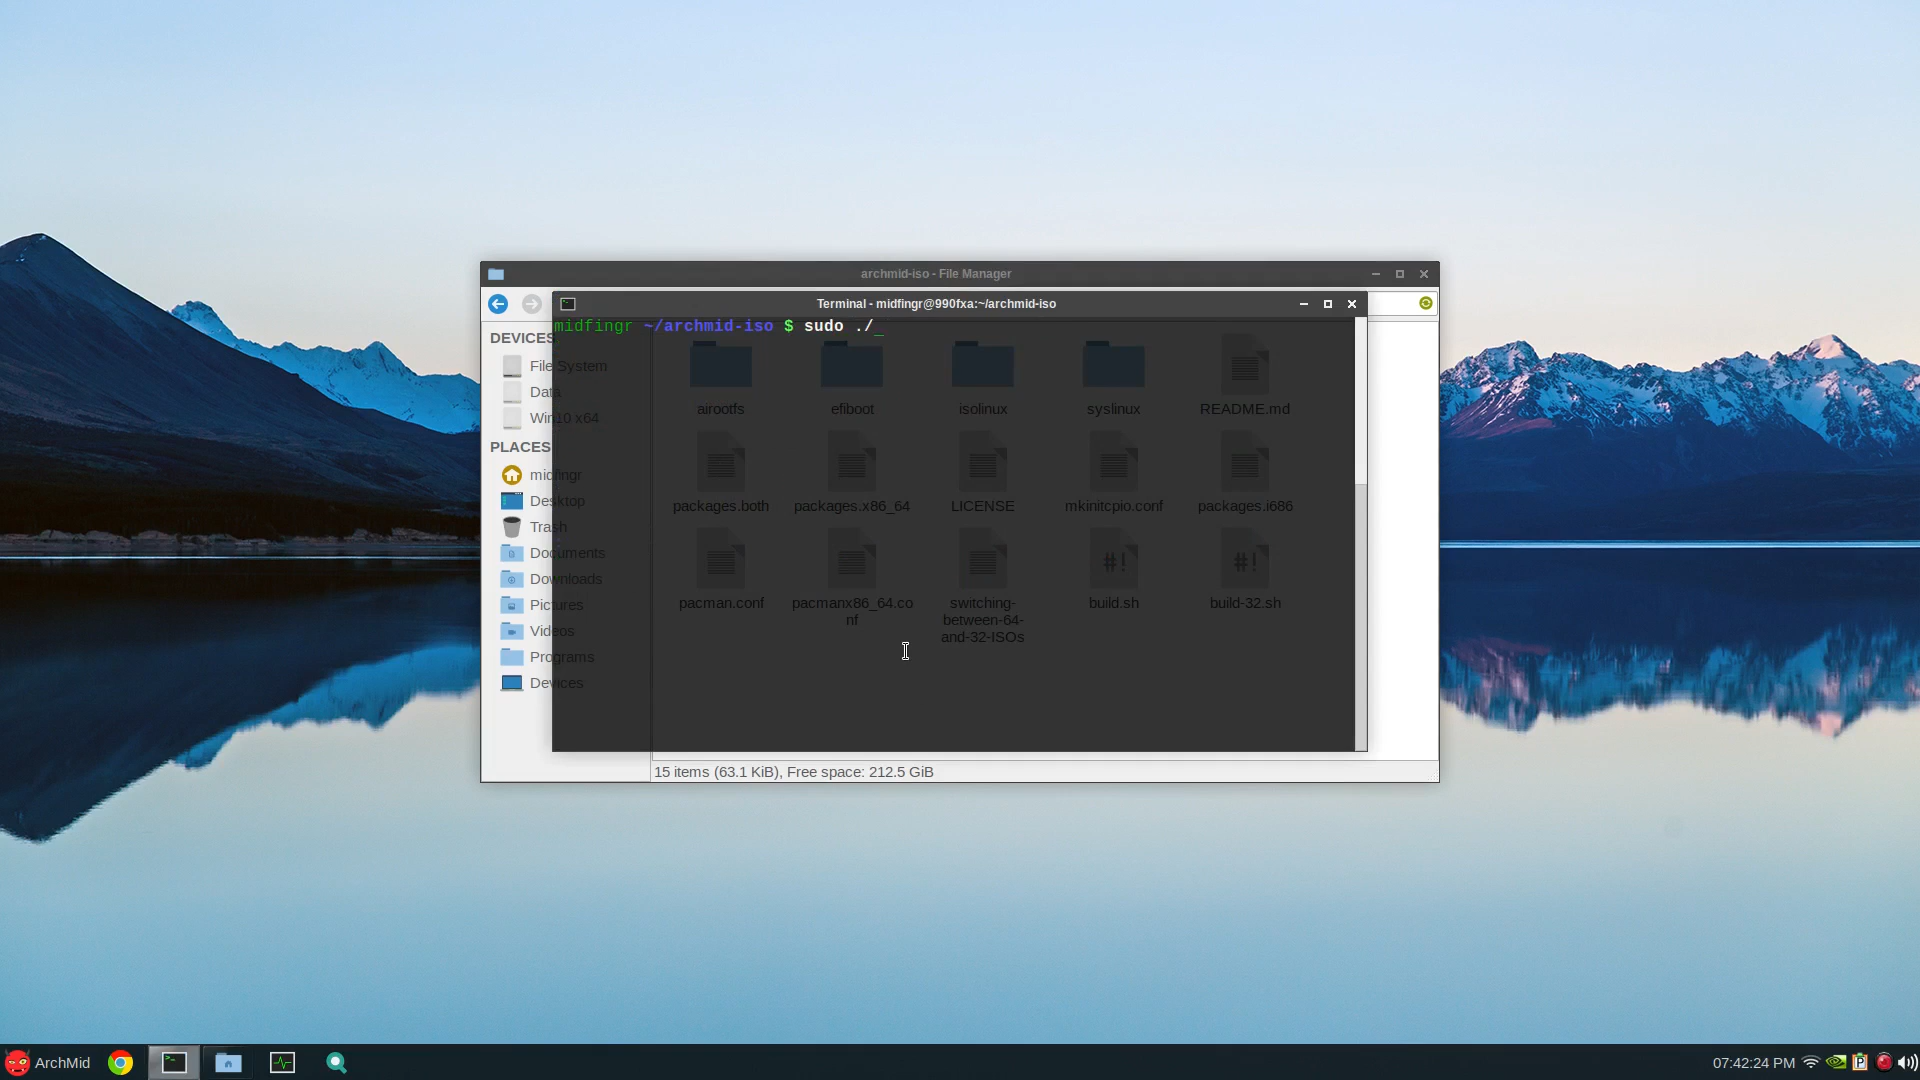 archmid-iso - File Manager
Terminal - midfingr@990fxa:~/archmid-iso
midfingr ~/archmid-iso $ sudo ./_
DEVICES
File System
Data
Win10 x64
PLACES
midfingr
Desktop
Trash
Documents
Downloads
Pictures
Videos
Programs
Devices
airootfs
efiboot
isolinux
syslinux
README.md
packages.both
packages.x86_64
LICENSE
mkinitcpio.conf
packages.i686
pacman.conf
pacmanx86_64.co
nf
switching-
between-64-
and-32-ISOs
#!
build.sh
#!
build-32.sh
15 items (63.1 KiB), Free space: 212.5 GiB
ArchMid
07:42:24 PM
P